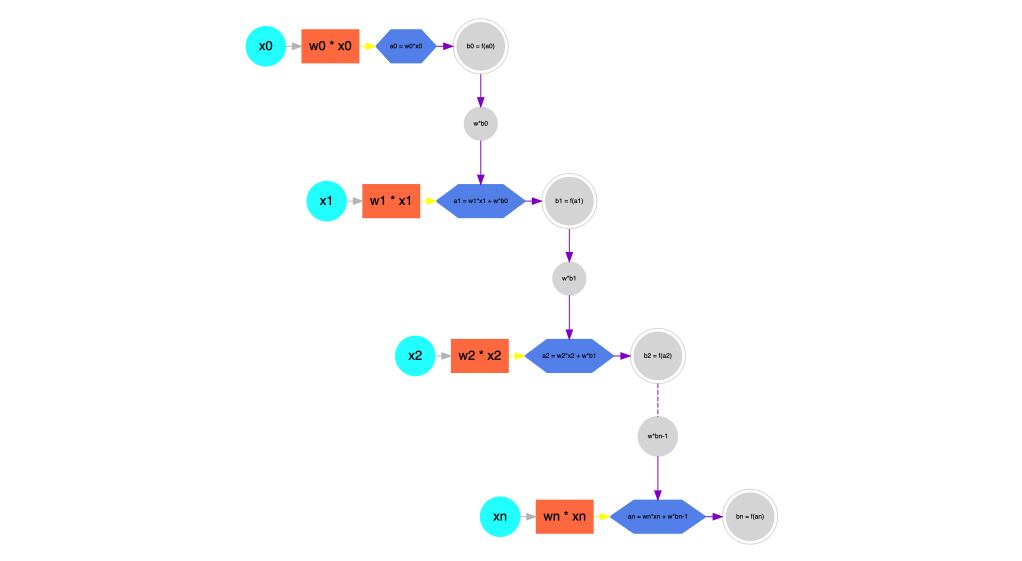 x0
w0 * x0
a0 = w0*x0
b0 = f(a0)
w*b0
x1
w1 * x1
a1 = w1*x1 + w*b0
b1 = f(a1)
w*b1
x2
w2 * x2
a2 = w2*x2 + w*b1
b2 = f(a2)
w*bn-1
xn
wn * xn
an = wn*xn + w*bn-1
bn = f(an)